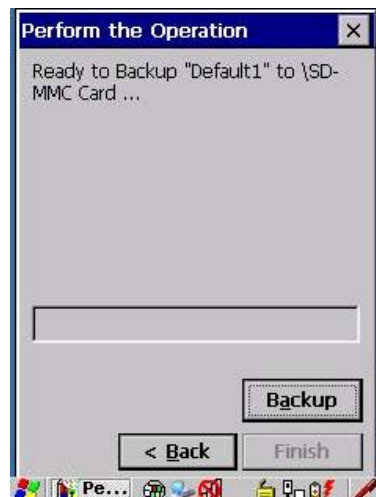 Perform the Operation
Ready to Backup "Default1" to \SD-
MMC Card ...
Backup
< Back
Finish
Pe...